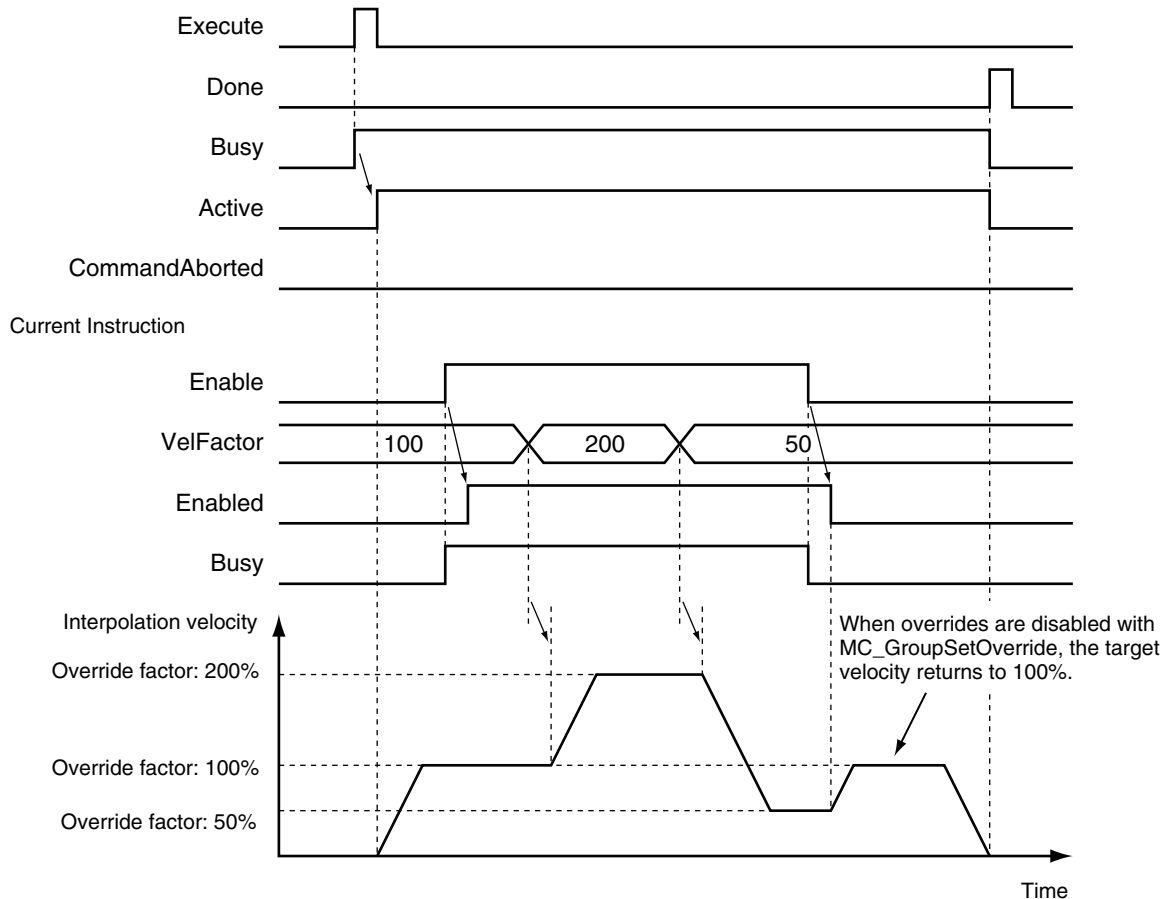 Execute
Done
Busy
Active
CommandAborted
Current Instruction
Enable
VelFactor
100
200
50
Enabled
Busy
Interpolation velocity
When overrides are disabled with
MC_GroupSetOverride, the target
velocity returns to 100%.
Override factor: 200%
Override factor: 100%
Override factor: 50%
Time